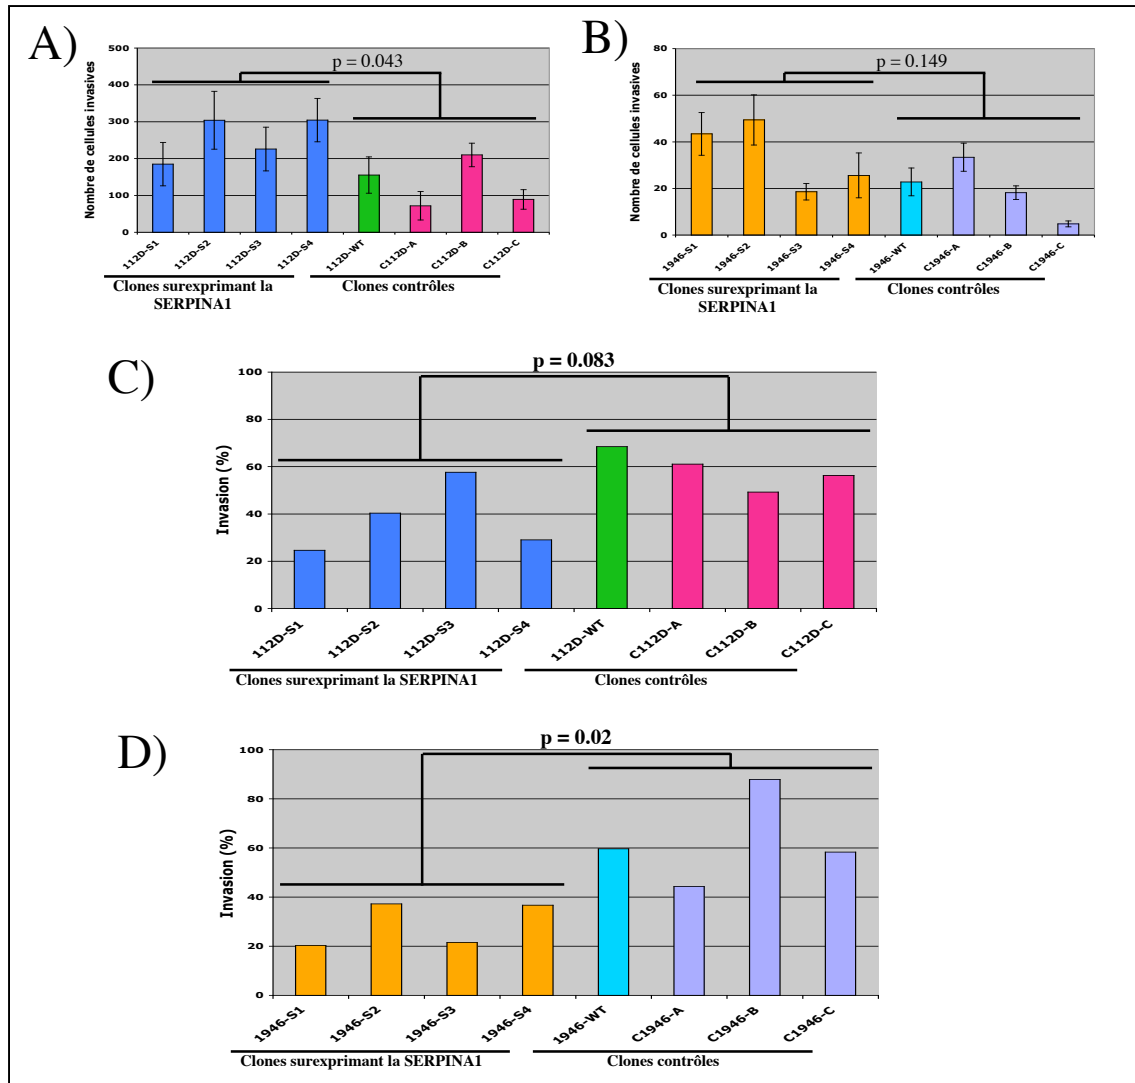 A)
p = 0.043
Nombre de cellules invasives
500
400
300
200
100
0
112D-S1
112D-S2
112D-S3
112D-S4
112D-WT
C112D-A
C112D-B
C112D-C
Clones surexprimant la
SERPINA1
Clones contrôles
B)
p = 0.149
Nombre de cellules invasives
80
60
40
20
0
1946-S1
1946-S2
1946-S3
1946-S4
1946-WT
C1946-A
C1946-B
C1946-C
Clones surexprimant la
SERPINA1
Clones contrôles
C)
p = 0.083
Invasion (%)
100
80
60
40
20
0
112D-S1
112D-S2
112D-S3
112D-S4
112D-WT
C112D-A
C112D-B
C112D-C
Clones surexprimant la SERPINA1
Clones contrôles
D)
p = 0.02
Invasion (%)
100
80
60
40
20
0
1946-S1
1946-S2
1946-S3
1946-S4
1946-WT
C1946-A
C1946-B
C1946-C
Clones surexprimant la SERPINA1
Clones contrôles